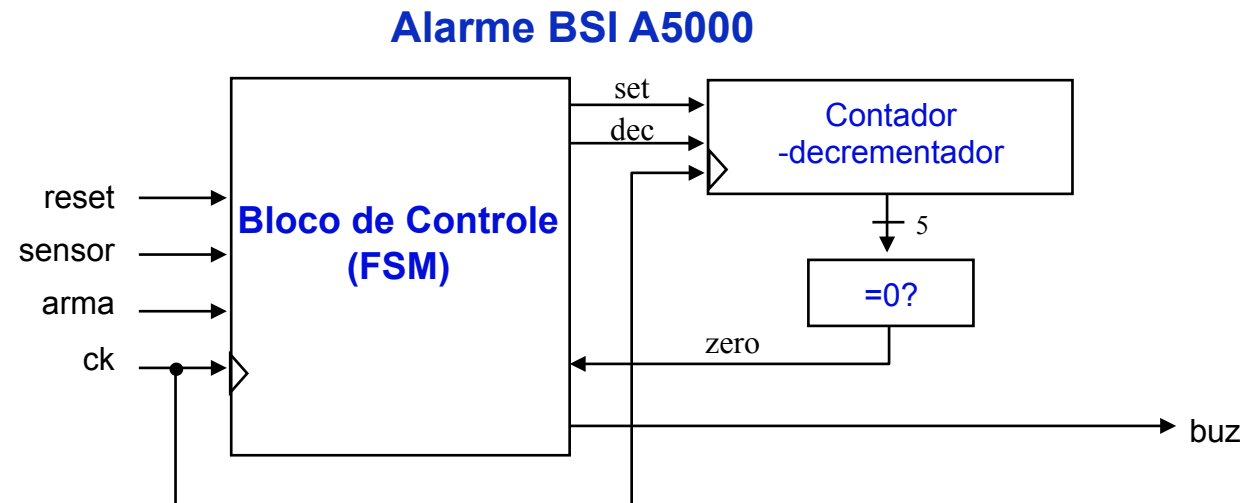 Alarme BSI A5000
set
dec
Contador
-decrementador
reset
sensor
arma
ck
Bloco de Controle
(FSM)
5
=0?
zero
buz